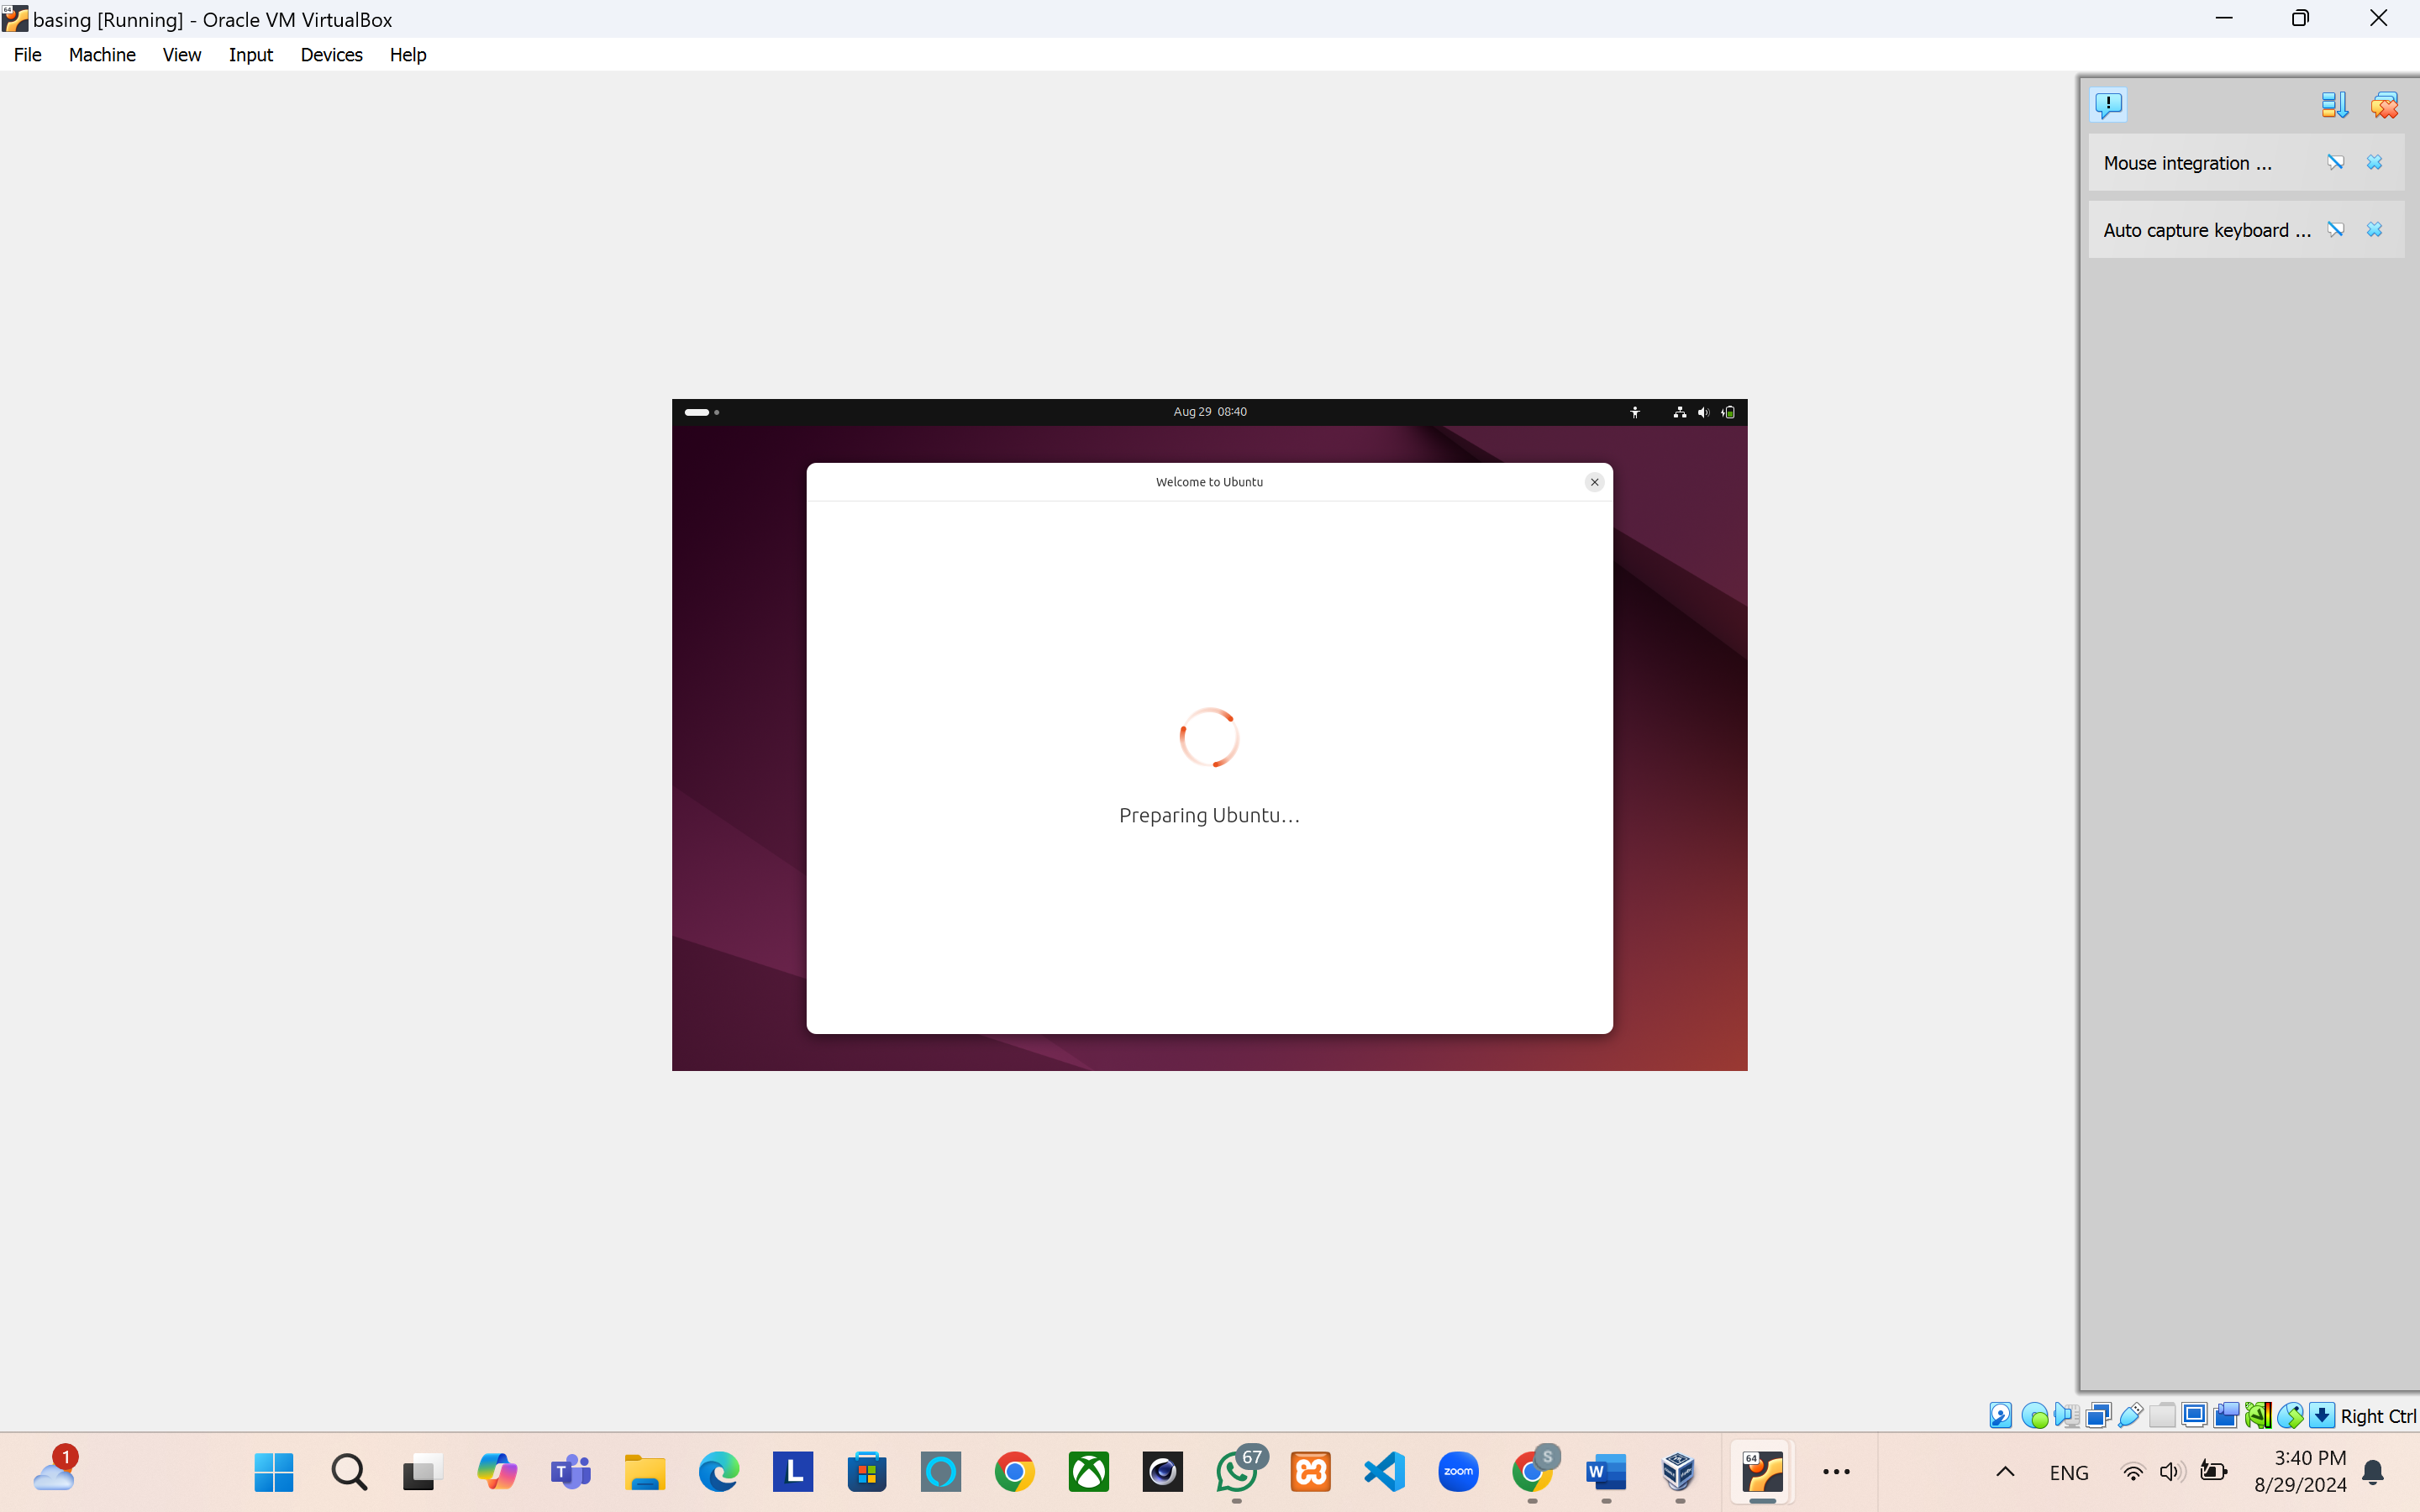 basing [Running] - Oracle VM VirtualBox
File Machine View Input Devices Help
Mouse integration ...
Auto capture keyboard ...
Aug 29 08:40
Welcome to Ubuntu
Preparing Ubuntu...
Right Ctrl
1
T
L
67
zoom
S
W
64
ENG
3:40 PM
8/29/2024